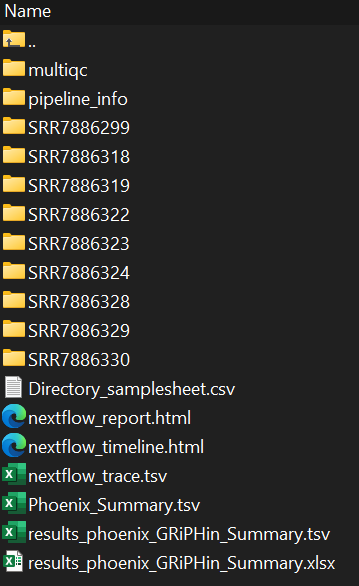 Name
..
multiqc
pipeline_info
SRR7886299
SRR7886318
SRR7886319
SRR7886322
SRR7886323
SRR7886324
SRR7886328
SRR7886329
SRR7886330
Directory_samplesheet.csv
nextflow_report.html
nextflow_timeline.html
nextflow_trace.tsv
Phoenix_Summary.tsv
results_phoenix_GRiPHin_Summary.tsv
results_phoenix_GRiPHin_Summary.xlsx